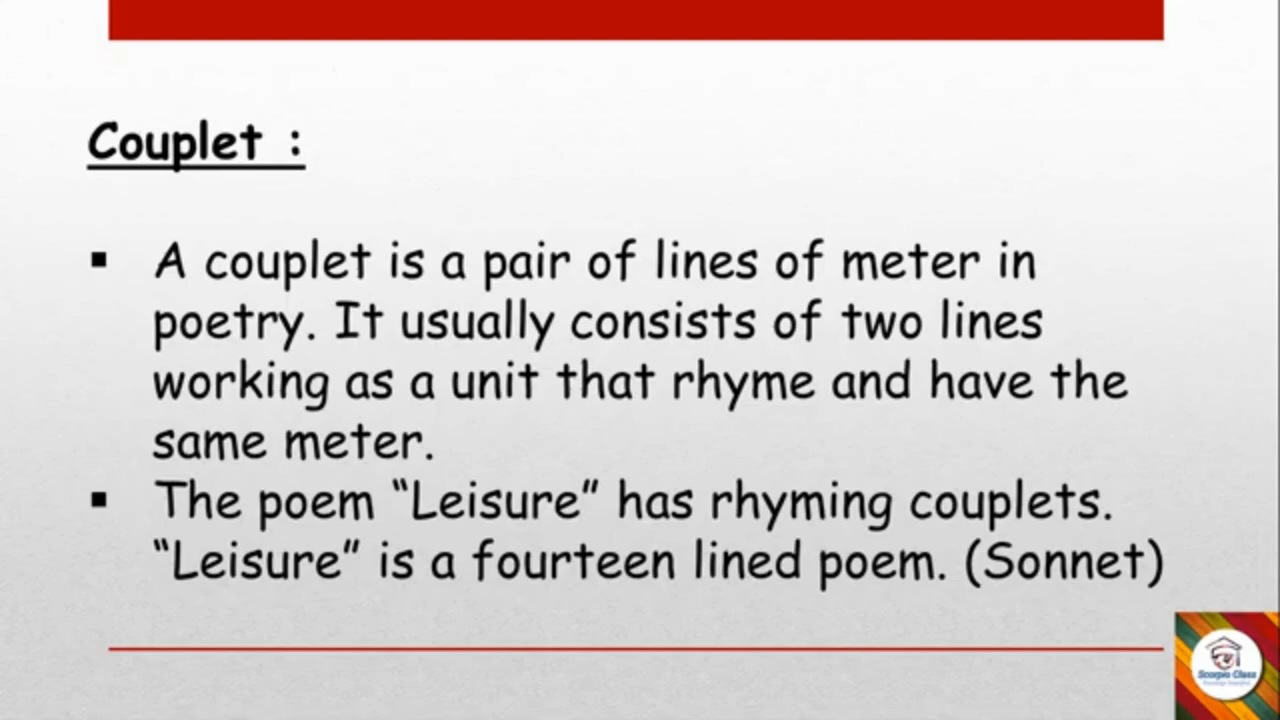 Couplet :
▪ A couplet is a pair of lines of meter in
poetry. It usually consists of two lines
working as a unit that rhyme and have the
same meter.
▪ The poem “Leisure” has rhyming couplets.
“Leisure” is a fourteen lined poem. (Sonnet)
Scorpio Class